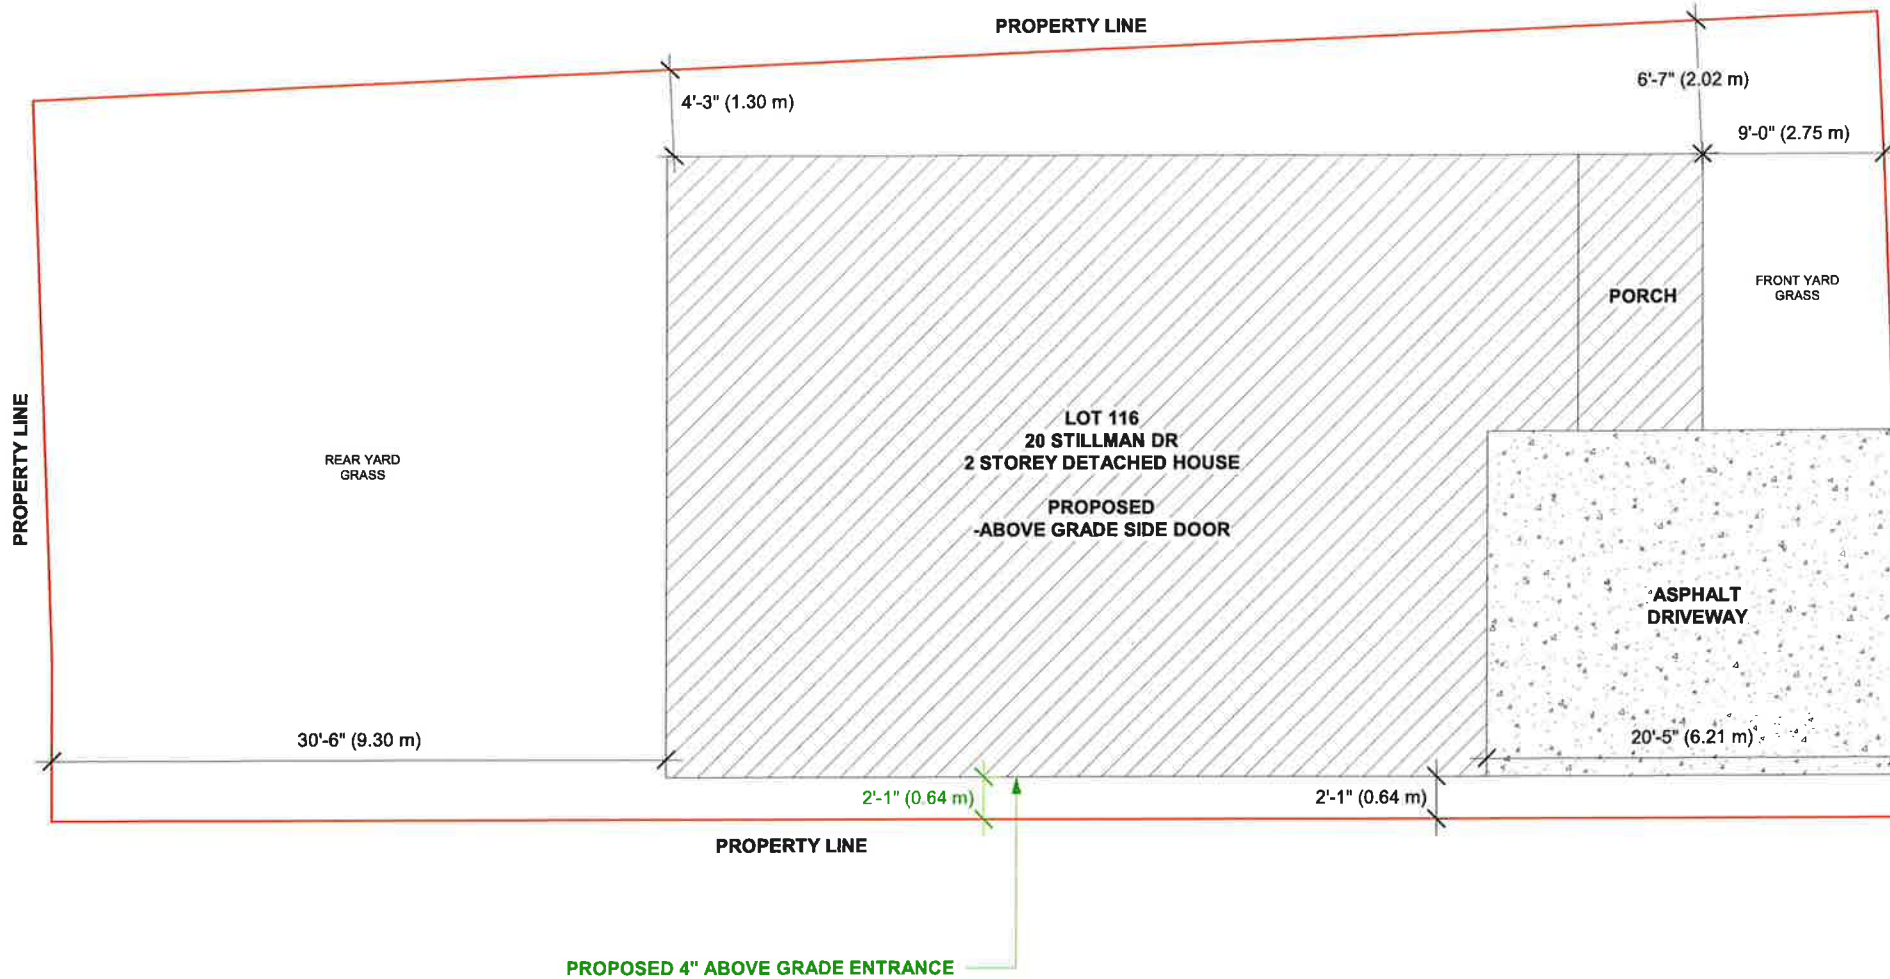 PROPERTY LINE
4'-3" (1.30 m)
6'-7" (2.02 m)
9'-0" (2.75 m)
PORCH
FRONT YARD
GRASS
PROPERTY LINE
REAR YARD
GRASS
LOT 116
20 STILLMAN DR
2 STOREY DETACHED HOUSE
PROPOSED
-ABOVE GRADE SIDE DOOR
ASPHALT
DRIVEWAY
30'-6" (9.30 m)
20'-5" (6.21 m)
2'-1" (0.64 m)
2'-1" (0.64 m)
PROPERTY LINE
PROPOSED 4" ABOVE GRADE ENTRANCE